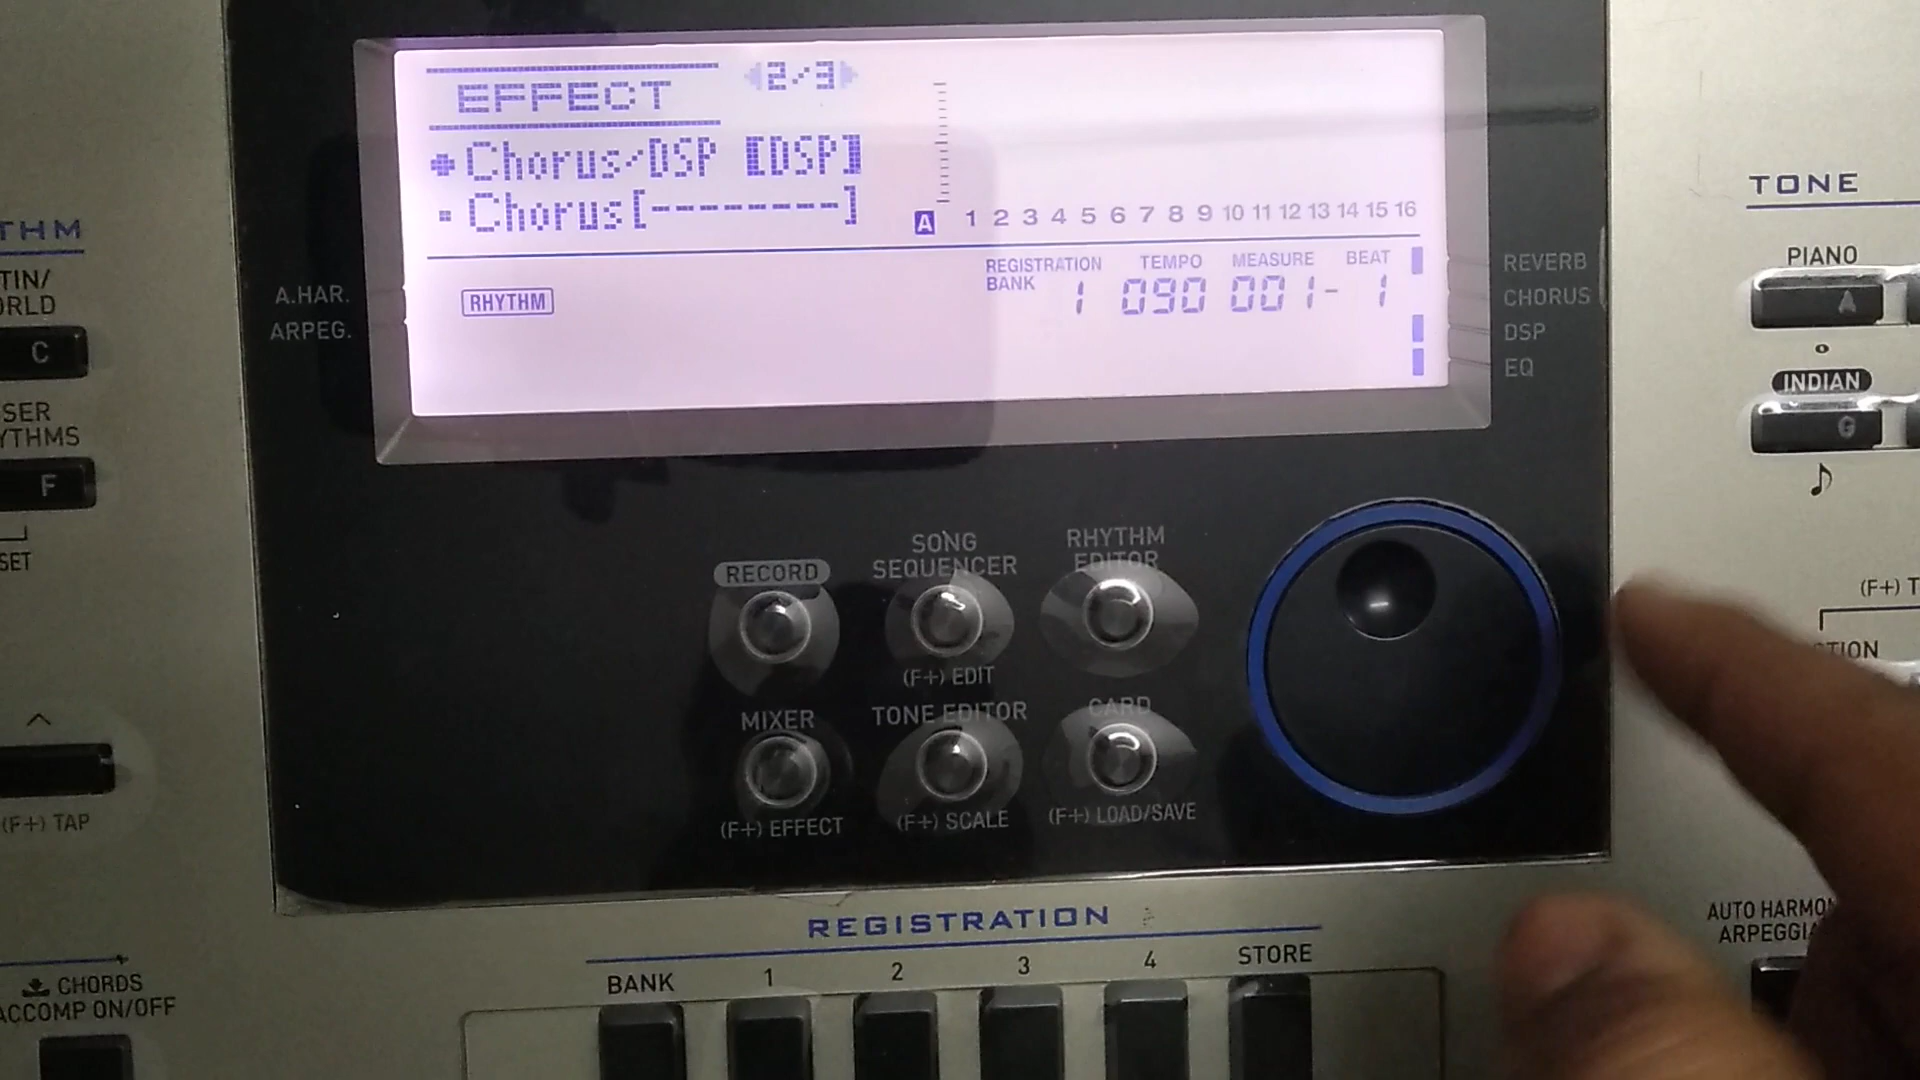 EFFECT
2/3
Chorus/DSP [DSP]
Chorus[--------]
A 1 2 3 4 5 6 7 8 9 10 11 12 13 14 15 16
REGISTRATION BANK 1
TEMPO 090
MEASURE 001-
BEAT 1
RHYTHM
A.HAR.
ARPEG.
REVERB
CHORUS
DSP
EQ
THM
TIN/
ORLD
C
SER
YTHMS
F
SET
(F+) TAP
CHORDS
ACCOMP ON/OFF
RECORD
SONG
SEQUENCER
(F+) EDIT
RHYTHM
EDITOR
MIXER
(F+) EFFECT
TONE EDITOR
(F+) SCALE
CARD
(F+) LOAD/SAVE
REGISTRATION
BANK 1 2 3 4 STORE
TONE
PIANO
A
INDIAN
G
(F+) T
CTION
AUTO HARMON
ARPEGGIA